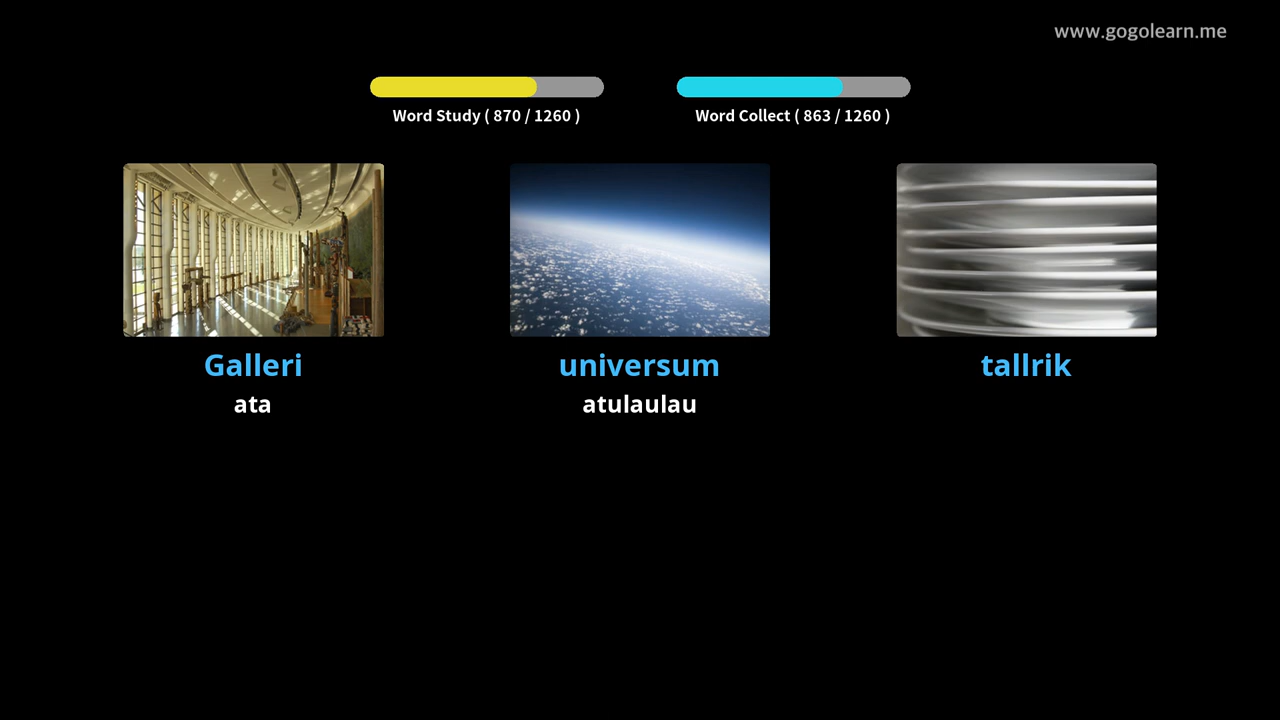 www.gogolearn.me
Word Study ( 870 / 1260 )
Word Collect ( 863 / 1260 )
Galleri
ata
universum
atulaulau
tallrik